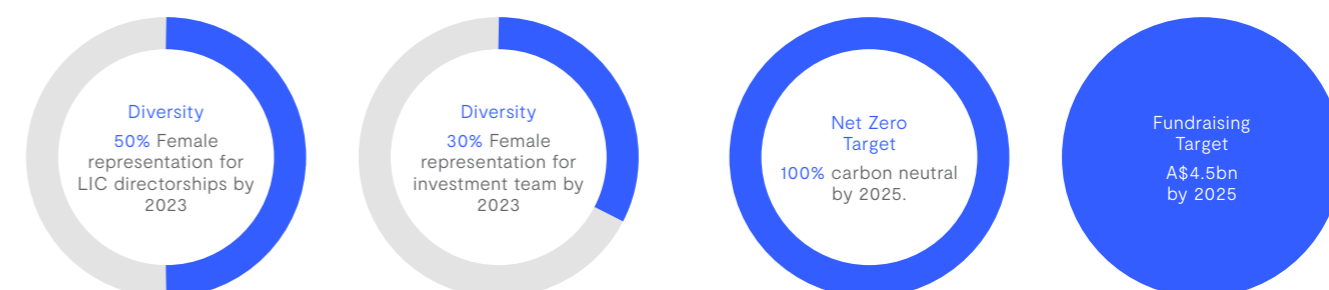 Diversity
50% Female
representation for
LIC directorships by
2023
Diversity
30% Female
representation for
investment team by
2023
Net Zero
Target
100% carbon neutral
by 2025.
Fundraising
Target
A$4.5bn
by 2025